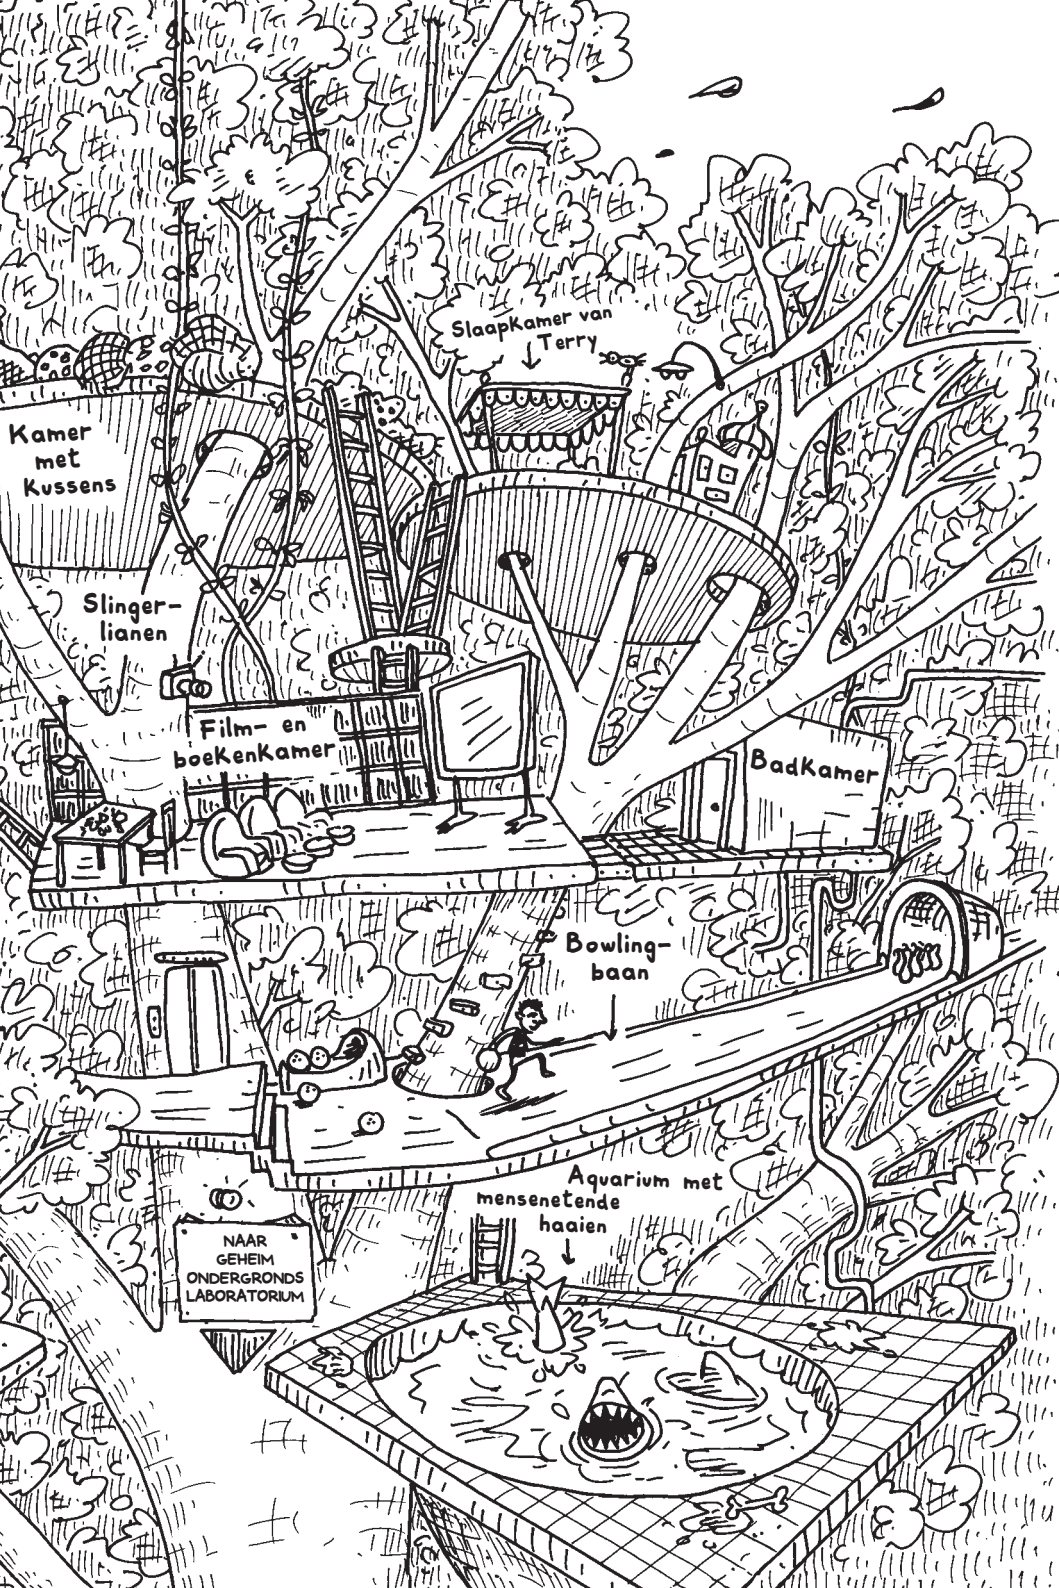 Slaapkamer van
Terry
Kamer
met
Kussens
Slinger-
lianen
Film- en
boekenkamer
Badkamer
Bowling-
baan
Aquarium met
mensenetende
haaien
NAAR
GEHEIM
ONDERGRONDS
LABORATORIUM